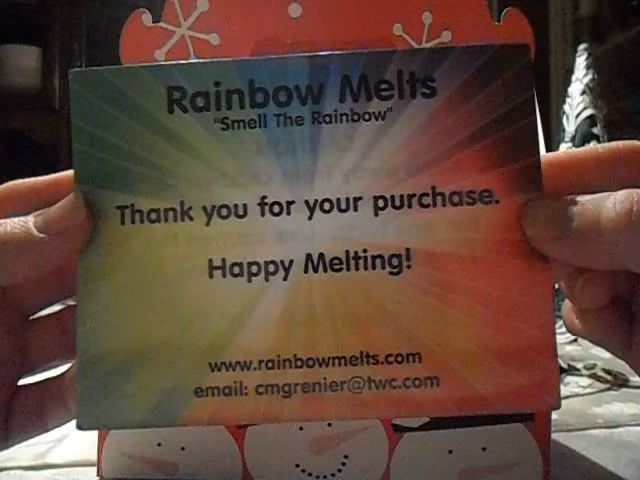 Rainbow Melts
"Smell The Rainbow"
Thank you for your purchase.
Happy Melting!
www.rainbowmelts.com
email: cmgrenier@twc.com